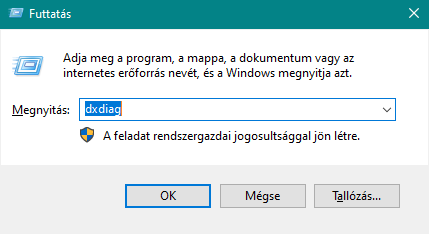 Futtatás
Adja meg a program, a mappa, a dokumentum vagy az
internetes erőforrás nevét, és a Windows megnyitja azt.
Megnyitás: dxdiag
A feladat rendszergazdai jogosultsággal jön létre.
OK Mégse Tallózás...